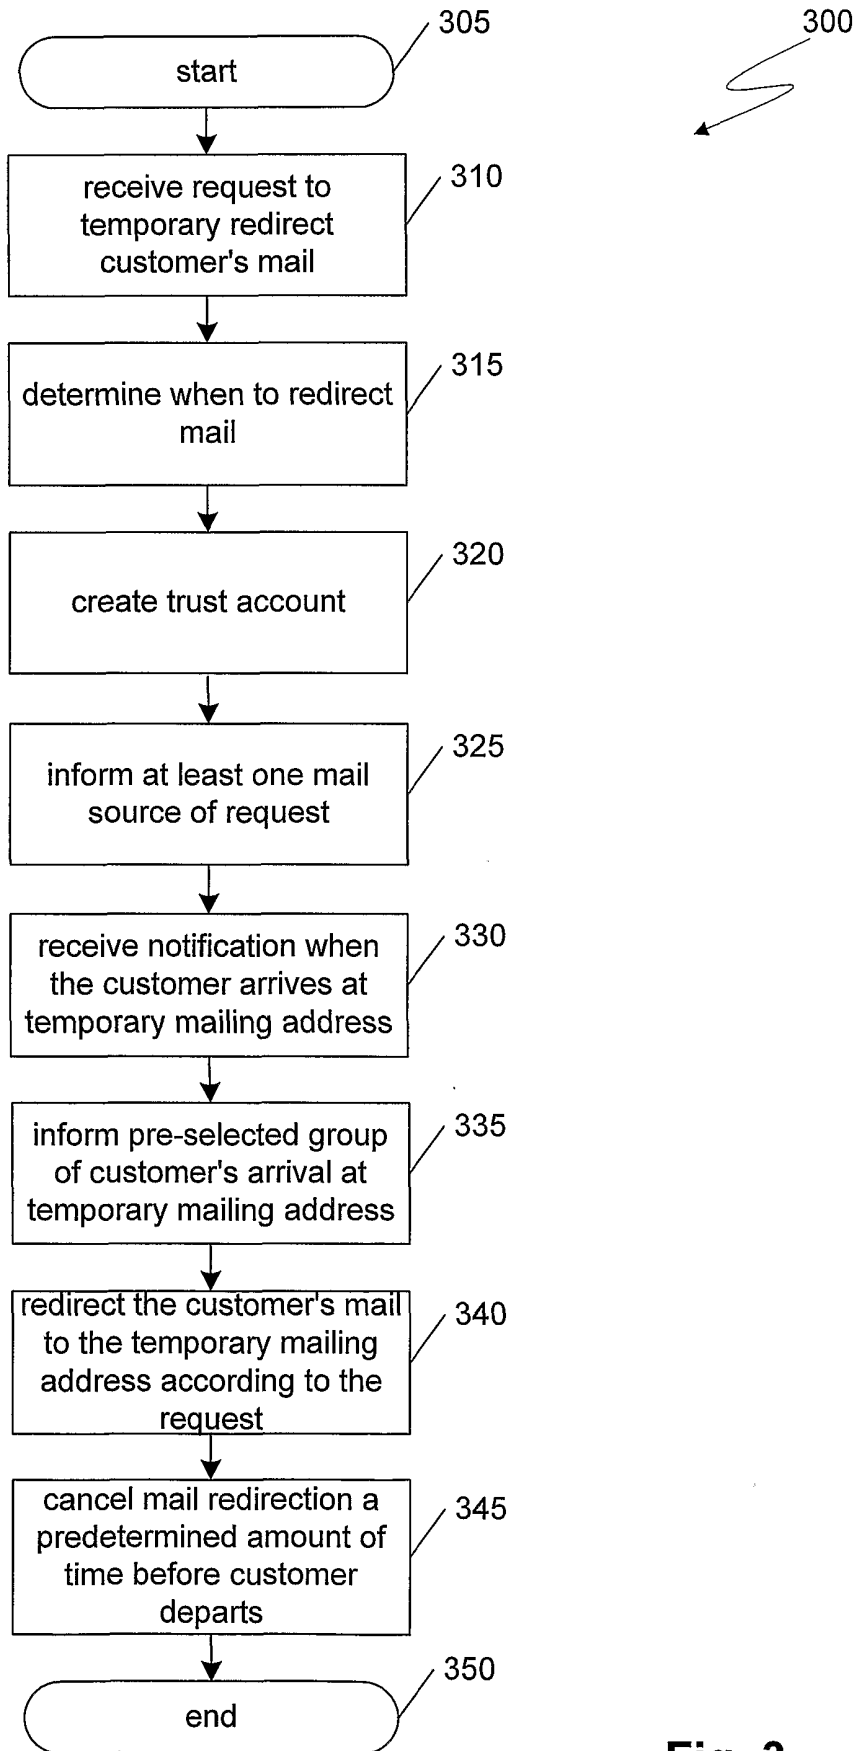 305
300
start
310
receive request to
temporary redirect
customer's mail
315
determine when to redirect
mail
320
create trust account
325
inform at least one mail
source of request
330
receive notification when
the customer arrives at
temporary mailing address
335
inform pre-selected group
of customer's arrival at
temporary mailing address
340
redirect the customer's mail
to the temporary mailing
address according to the
request
345
cancel mail redirection a
predetermined amount of
time before customer
departs
350
end
Fig. 3